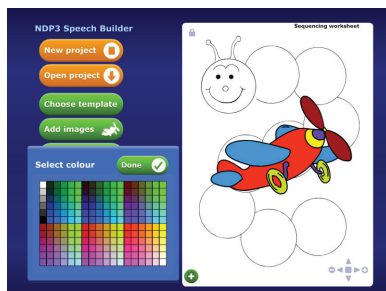 NDP3 Speech Builder
New project
Open project
Choose template
Add images
Select colour
Done
Sequencing worksheet